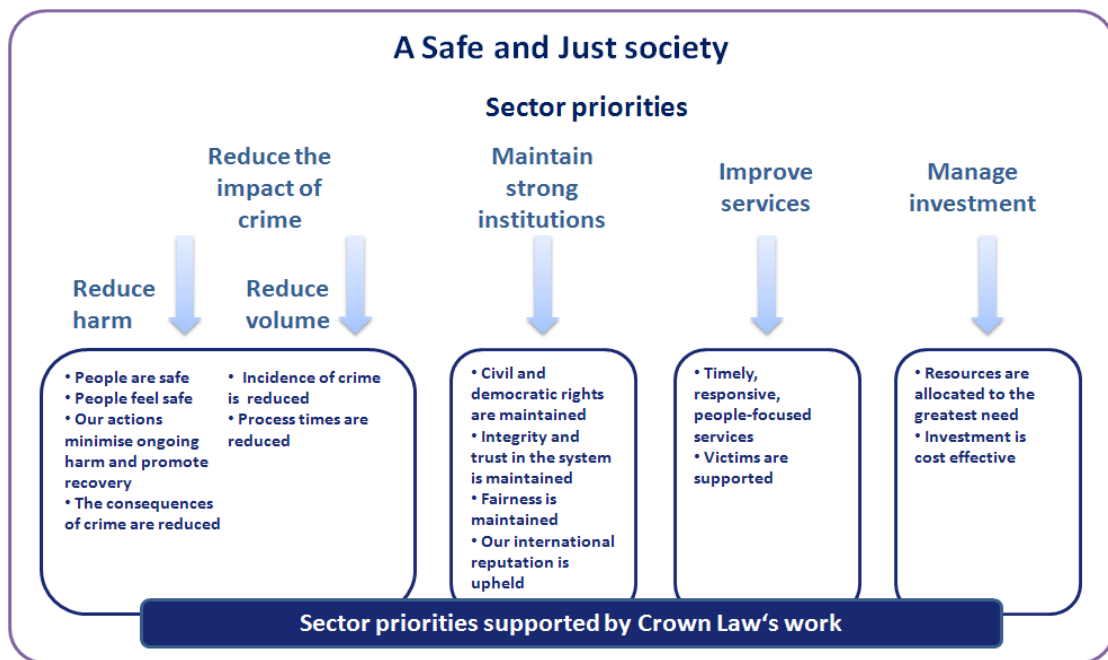 A Safe and Just society
Sector priorities
Reduce the
impact of
crime
Maintain
strong
institutions
Improve
services
Manage
investment
Reduce
harm
Reduce
volume
• People are safe
• People feel safe
• Our actions
minimise ongoing
harm and promote
recovery
• The consequences
of crime are reduced
• Incidence of crime
is reduced
• Process times are
reduced
• Civil and
democratic rights
are maintained
• Integrity and
trust in the system
is maintained
• Fairness is
maintained
• Our international
reputation is
upheld
• Timely,
responsive,
people-focused
services
• Victims are
supported
• Resources are
allocated to the
greatest need
• Investment is
cost effective
Sector priorities supported by Crown Law‘s work